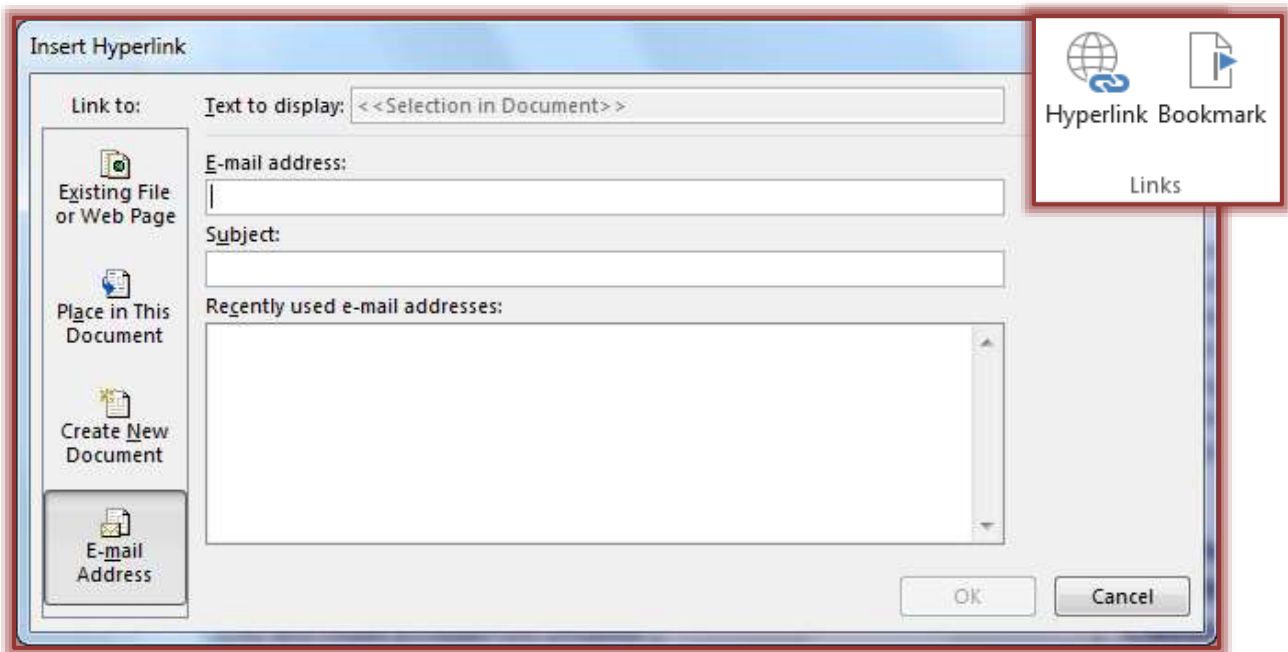 Insert Hyperlink
Hyperlink Bookmark
Links
Link to:
Text to display: <<Selection in Document>>
Existing File
or Web Page
Place in This
Document
Create New
Document
E-mail
Address
E-mail address:
Subject:
Recently used e-mail addresses:
OK Cancel